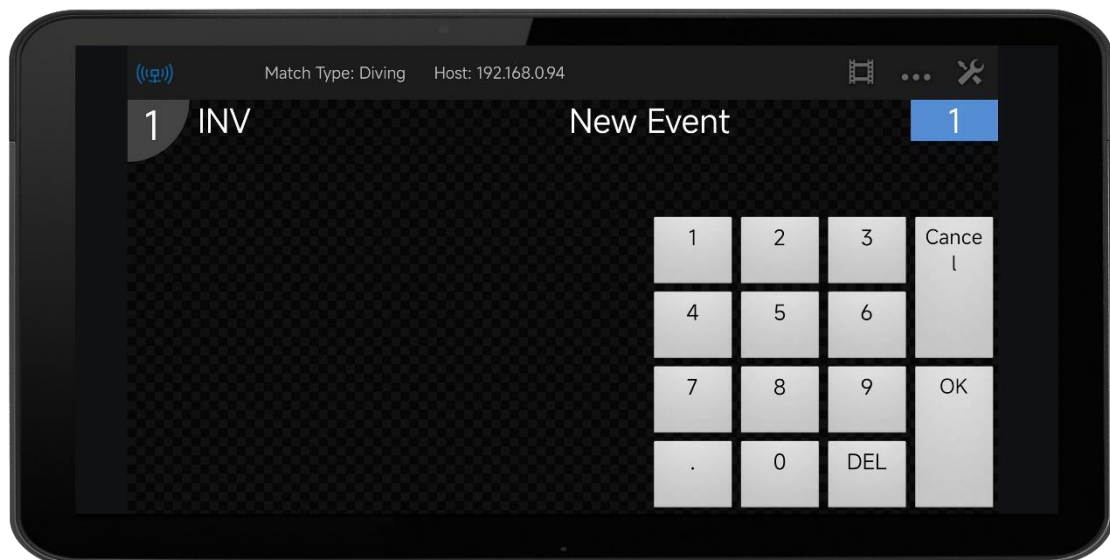 Match Type: Diving Host: 192.168.0.94
1 INV New Event 1
1 2 3 Cance
l
4 5 6
7 8 9 OK
. 0 DEL